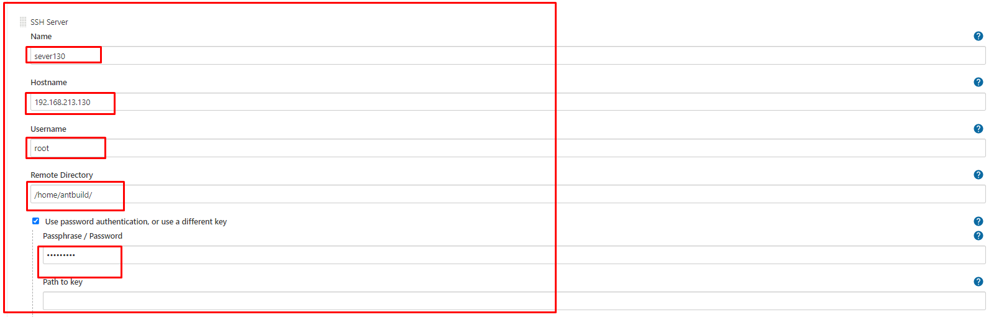 SSH Server
Name
sever130
Hostname
192.168.213.130
Username
root
Remote Directory
/home/antbuild/
Use password authentication, or use a different key
Passphrase / Password
•••••••••
Path to key